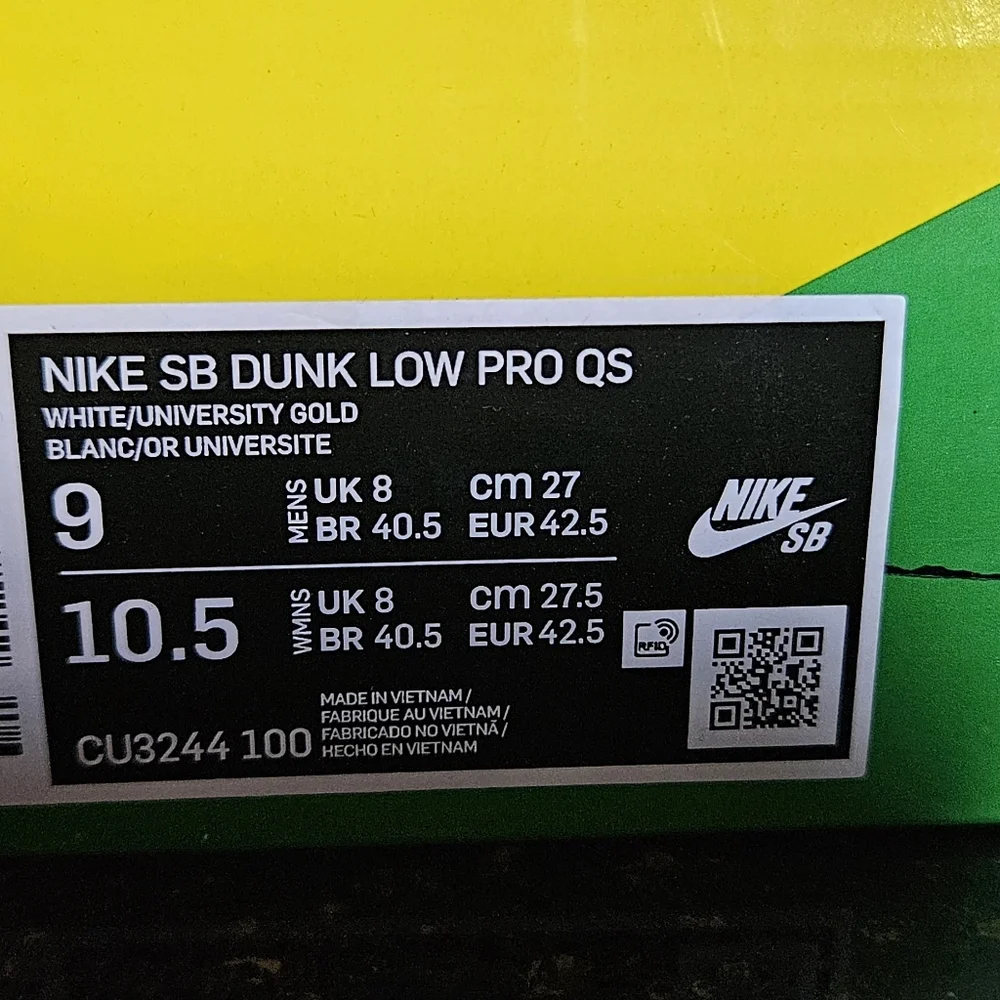 NIKE SB DUNK LOW PRO QS
WHITE/UNIVERSITY GOLD
BLANC/OR UNIVERSITE
9 MENS UK 8 cm 27
BR 40.5 EUR 42.5
NIKE
SB
10.5 WMNS UK 8 cm 27.5
BR 40.5 EUR 42.5
RFID
MADE IN VIETNAM /
FABRIQUE AU VIETNAM /
FABRICADO NO VIETNÃ /
HECHO EN VIETNAM
CU3244 100